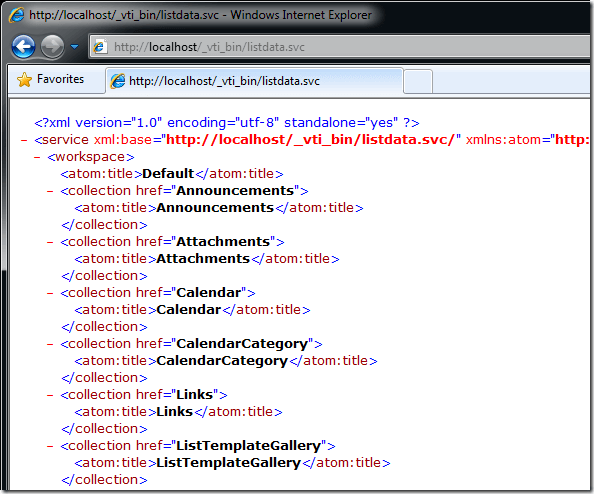 http://localhost/_vti_bin/listdata.svc - Windows Internet Explorer
http://localhost/_vti_bin/listdata.svc
Favorites
http://localhost/_vti_bin/listdata.svc
<?xml version="1.0" encoding="utf-8" standalone="yes" ?>
- <service xml:base="http://localhost/_vti_bin/listdata.svc/" xmlns:atom="http:
- <workspace>
<atom:title>Default</atom:title>
- <collection href="Announcements">
<atom:title>Announcements</atom:title>
</collection>
- <collection href="Attachments">
<atom:title>Attachments</atom:title>
</collection>
- <collection href="Calendar">
<atom:title>Calendar</atom:title>
</collection>
- <collection href="CalendarCategory">
<atom:title>CalendarCategory</atom:title>
</collection>
- <collection href="Links">
<atom:title>Links</atom:title>
</collection>
- <collection href="ListTemplateGallery">
<atom:title>ListTemplateGallery</atom:title>
</collection>